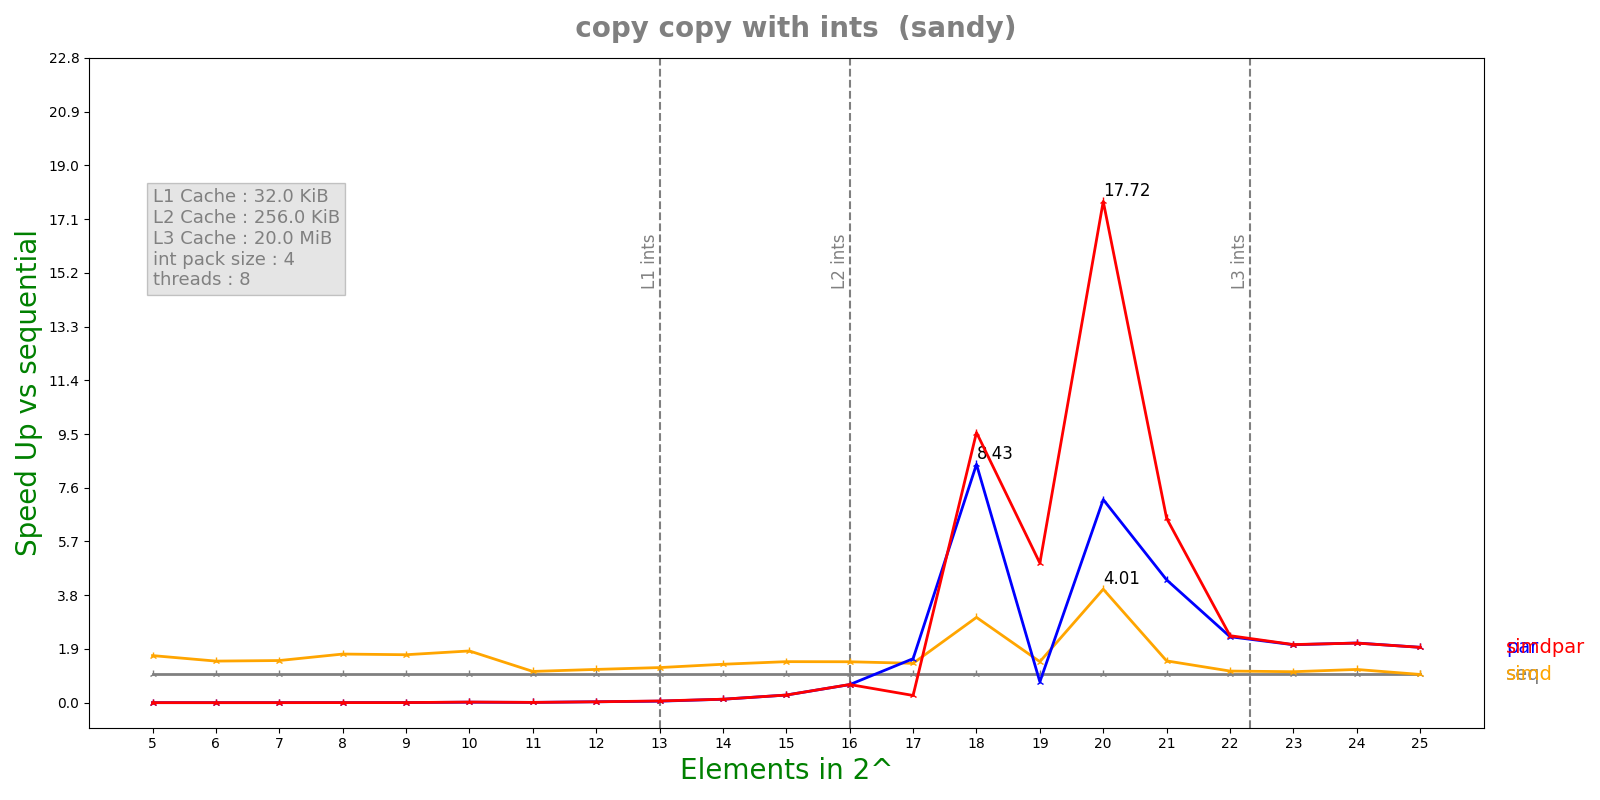 copy copy with ints (sandy)
22.8
20.9
19.0
17.1
15.2
13.3
11.4
9.5
7.6
5.7
3.8
1.9
0.0
Speed Up vs sequential
L1 Cache : 32.0 KiB
L2 Cache : 256.0 KiB
L3 Cache : 20.0 MiB
int pack size : 4
threads : 8
L1 ints
L2 ints
L3 ints
17.72
8.43
4.01
simdpar
par
simd
seq
5 6 7 8 9 10 11 12 13 14 15 16 17 18 19 20 21 22 23 24 25
Elements in 2^